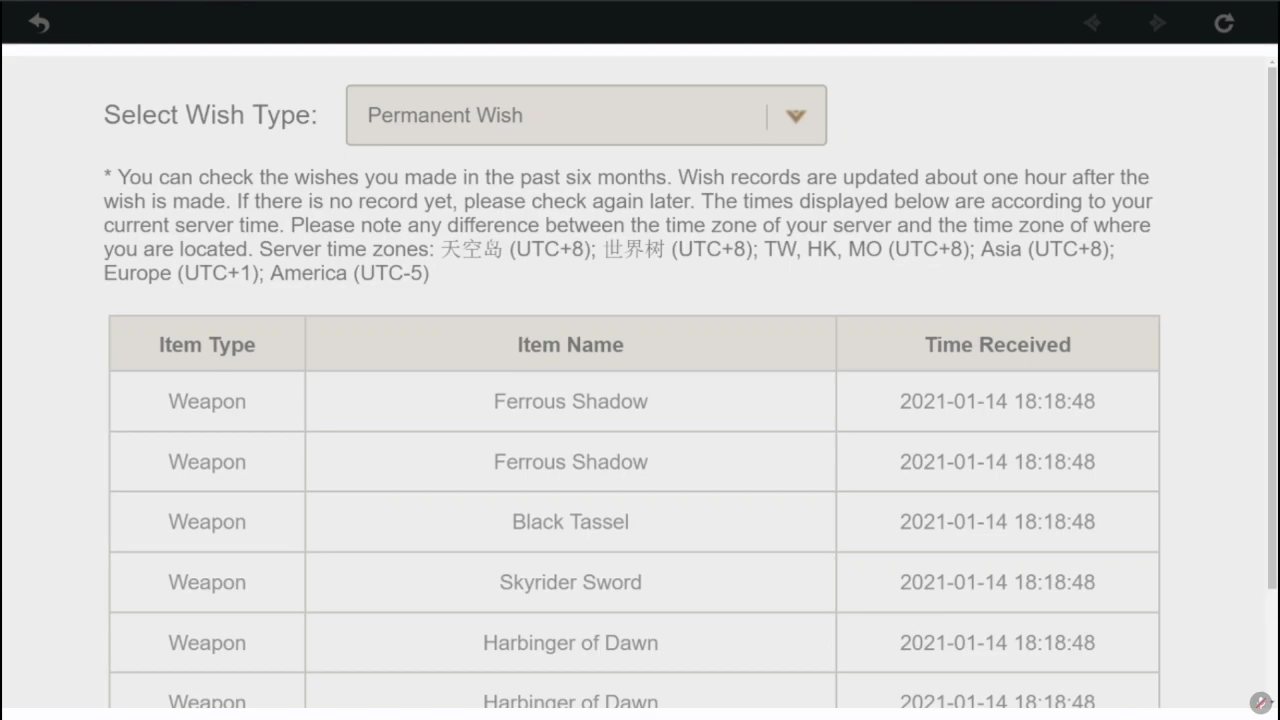 Select Wish Type: Permanent Wish
* You can check the wishes you made in the past six months. Wish records are updated about one hour after the
wish is made. If there is no record yet, please check again later. The times displayed below are according to your
current server time. Please note any difference between the time zone of your server and the time zone of where
you are located. Server time zones: 天空岛 (UTC+8); 世界树 (UTC+8); TW, HK, MO (UTC+8); Asia (UTC+8);
Europe (UTC+1); America (UTC-5)
Item Type Item Name Time Received
Weapon Ferrous Shadow 2021-01-14 18:18:48
Weapon Ferrous Shadow 2021-01-14 18:18:48
Weapon Black Tassel 2021-01-14 18:18:48
Weapon Skyrider Sword 2021-01-14 18:18:48
Weapon Harbinger of Dawn 2021-01-14 18:18:48
Weapon Harbinger of Dawn 2021-01-14 18:18:48